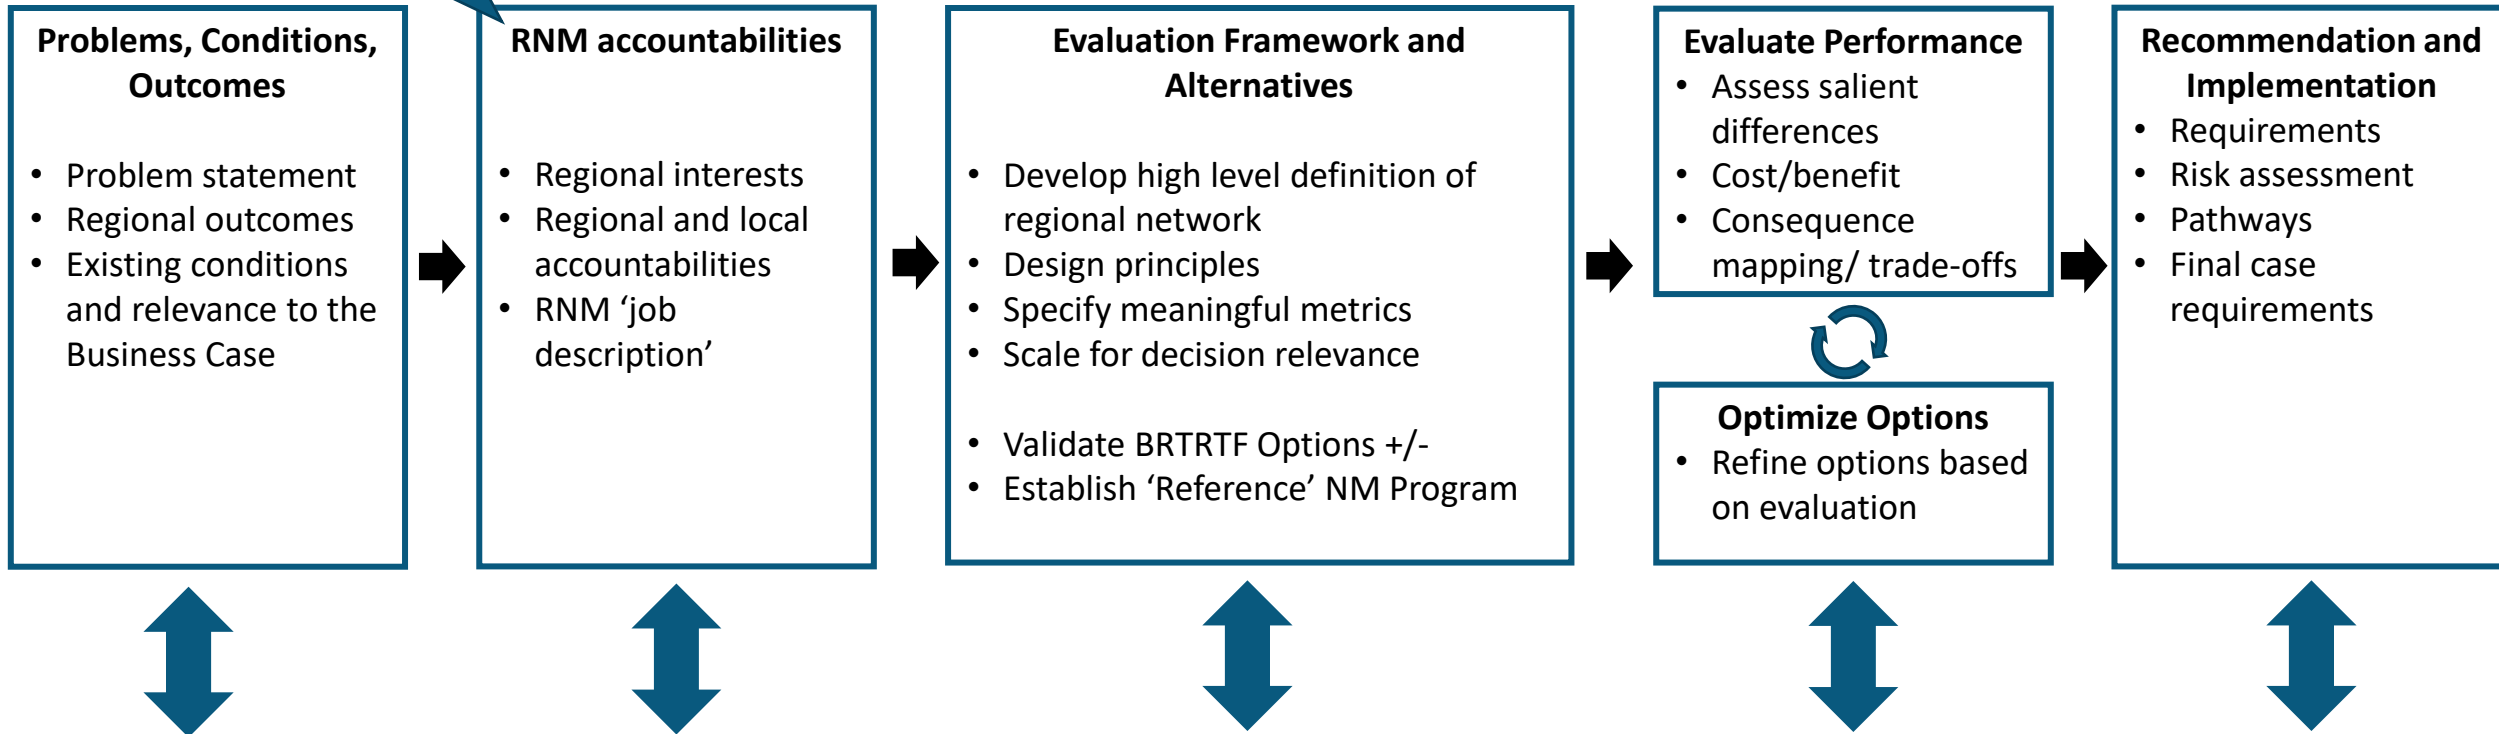 Problems, Conditions,
Outcomes
• Problem statement
• Regional outcomes
• Existing conditions
and relevance to the
Business Case
RNM accountabilities
• Regional interests
• Regional and local
accountabilities
• RNM ‘job
description’
Evaluation Framework and
Alternatives
• Develop high level definition of
regional network
• Design principles
• Specify meaningful metrics
• Scale for decision relevance
• Validate BRTRTF Options +/-
• Establish ‘Reference’ NM Program
Evaluate Performance
• Assess salient
differences
• Cost/benefit
• Consequence
mapping/ trade-offs
Optimize Options
• Refine options based
on evaluation
Recommendation and
Implementation
• Requirements
• Risk assessment
• Pathways
• Final case
requirements